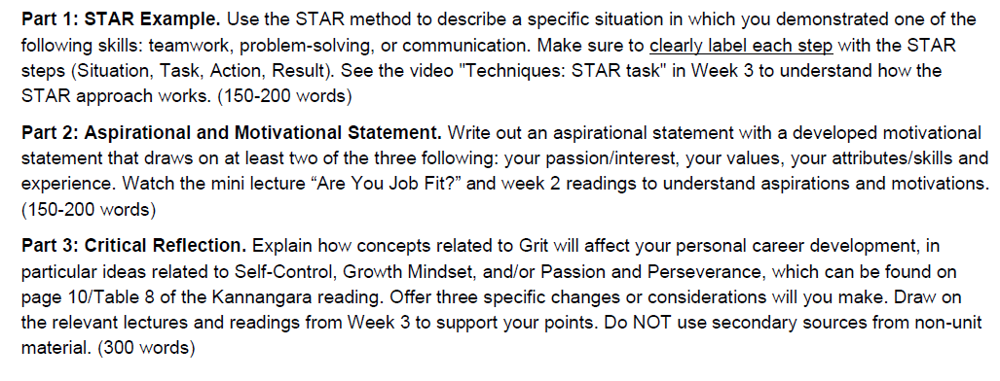 Part 1: STAR Example. Use the STAR method to describe a specific situation in which you demonstrated one of the
following skills: teamwork, problem-solving, or communication. Make sure to clearly label each step with the STAR
steps (Situation, Task, Action, Result). See the video "Techniques: STAR task" in Week 3 to understand how the
STAR approach works. (150-200 words)
Part 2: Aspirational and Motivational Statement. Write out an aspirational statement with a developed motivational
statement that draws on at least two of the three following: your passion/interest, your values, your attributes/skills and
experience. Watch the mini lecture “Are You Job Fit?” and week 2 readings to understand aspirations and motivations.
(150-200 words)
Part 3: Critical Reflection. Explain how concepts related to Grit will affect your personal career development, in
particular ideas related to Self-Control, Growth Mindset, and/or Passion and Perseverance, which can be found on
page 10/Table 8 of the Kannangara reading. Offer three specific changes or considerations will you make. Draw on
the relevant lectures and readings from Week 3 to support your points. Do NOT use secondary sources from non-unit
material. (300 words)